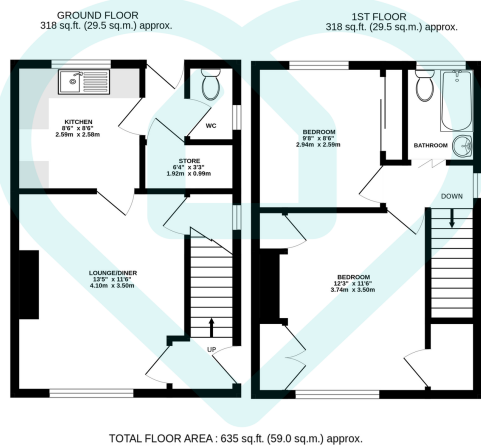 GROUND FLOOR
318 sq.ft. (29.5 sq.m.) approx.
1ST FLOOR
318 sq.ft. (29.5 sq.m.) approx.
KITCHEN
8'6" x 8'6"
2.59m x 2.58m
WC
STORE
6'4" x 3'3"
1.92m x 0.99m
LOUNGE/DINER
13'5" x 11'6"
4.10m x 3.50m
UP
BEDROOM
9'8" x 8'6"
2.94m x 2.59m
BATHROOM
DOWN
BEDROOM
12'3" x 11'6"
3.74m x 3.50m
TOTAL FLOOR AREA : 635 sq.ft. (59.0 sq.m.) approx.